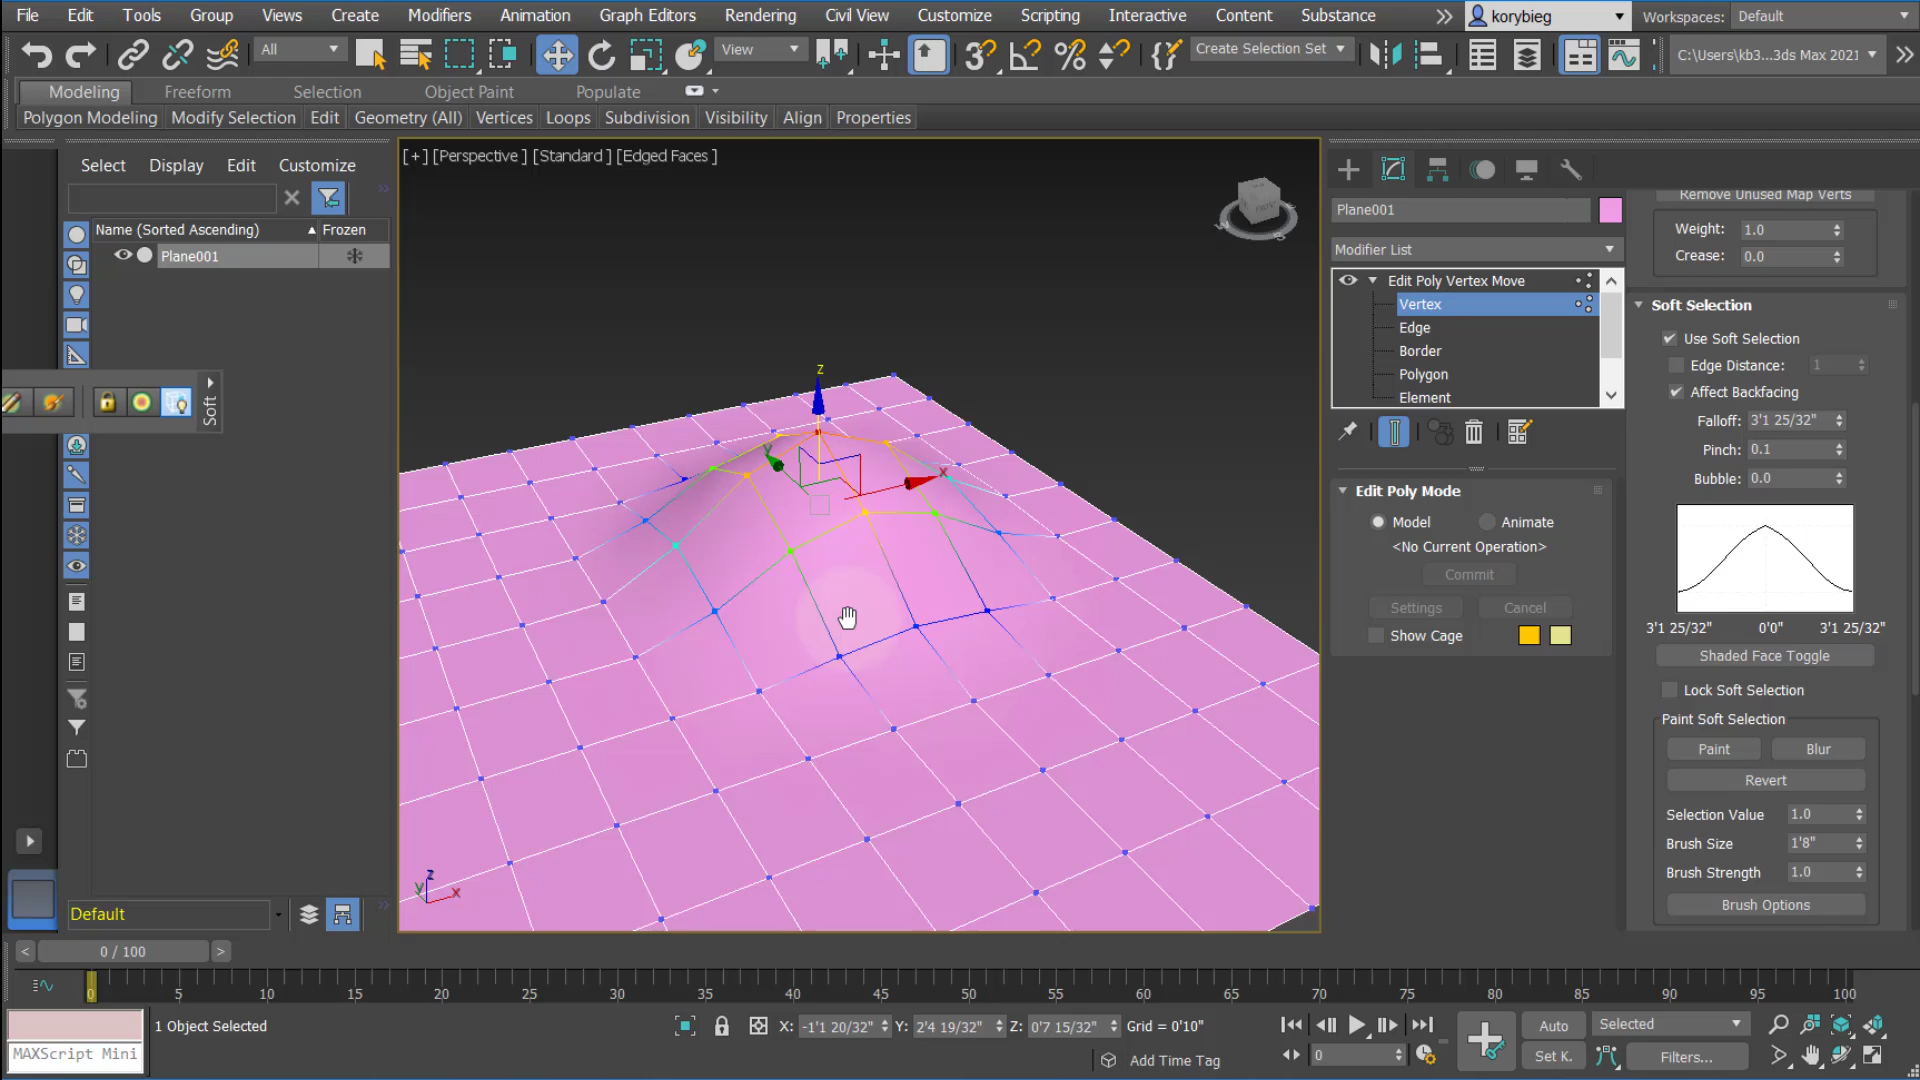 File Edit Tools Group Views Create Modifiers Animation Graph Editors Rendering Civil View Customize Scripting Interactive Content Substance korybieg Workspaces: Default
All View Create Selection Set C:\Users\kb3...3ds Max 2021
Modeling Freeform Selection Object Paint Populate
Polygon Modeling Modify Selection Edit Geometry (All) Vertices Loops Subdivision Visibility Align Properties
Select Display Edit Customize
Name (Sorted Ascending) Frozen
Plane001
Soft
Default
[+] [Perspective] [Standard] [Edged Faces]
z
y
x
z
y
x
Plane001
Modifier List
Edit Poly Vertex Move
Vertex
Edge
Border
Polygon
Element
Edit Poly Mode
Model Animate
<No Current Operation>
Commit
Settings Cancel
Show Cage
Remove Unused Map Verts
Weight: 1.0
Crease: 0.0
Soft Selection
Use Soft Selection
Edge Distance: 1
Affect Backfacing
Falloff: 3'1 25/32"
Pinch: 0.1
Bubble: 0.0
3'1 25/32" 0'0" 3'1 25/32"
Shaded Face Toggle
Lock Soft Selection
Paint Soft Selection
Paint Blur
Revert
Selection Value 1.0
Brush Size 1'8"
Brush Strength 1.0
Brush Options
< 0 / 100 >
0 5 10 15 20 25 30 35 40 45 50 55 60 65 70 75 80 85 90 95 100
1 Object Selected X: -1'1 20/32" Y: 2'4 19/32" Z: 0'7 15/32" Grid = 0'10" Auto Selected
MAXScript Mini Add Time Tag 0 Set K. Filters...